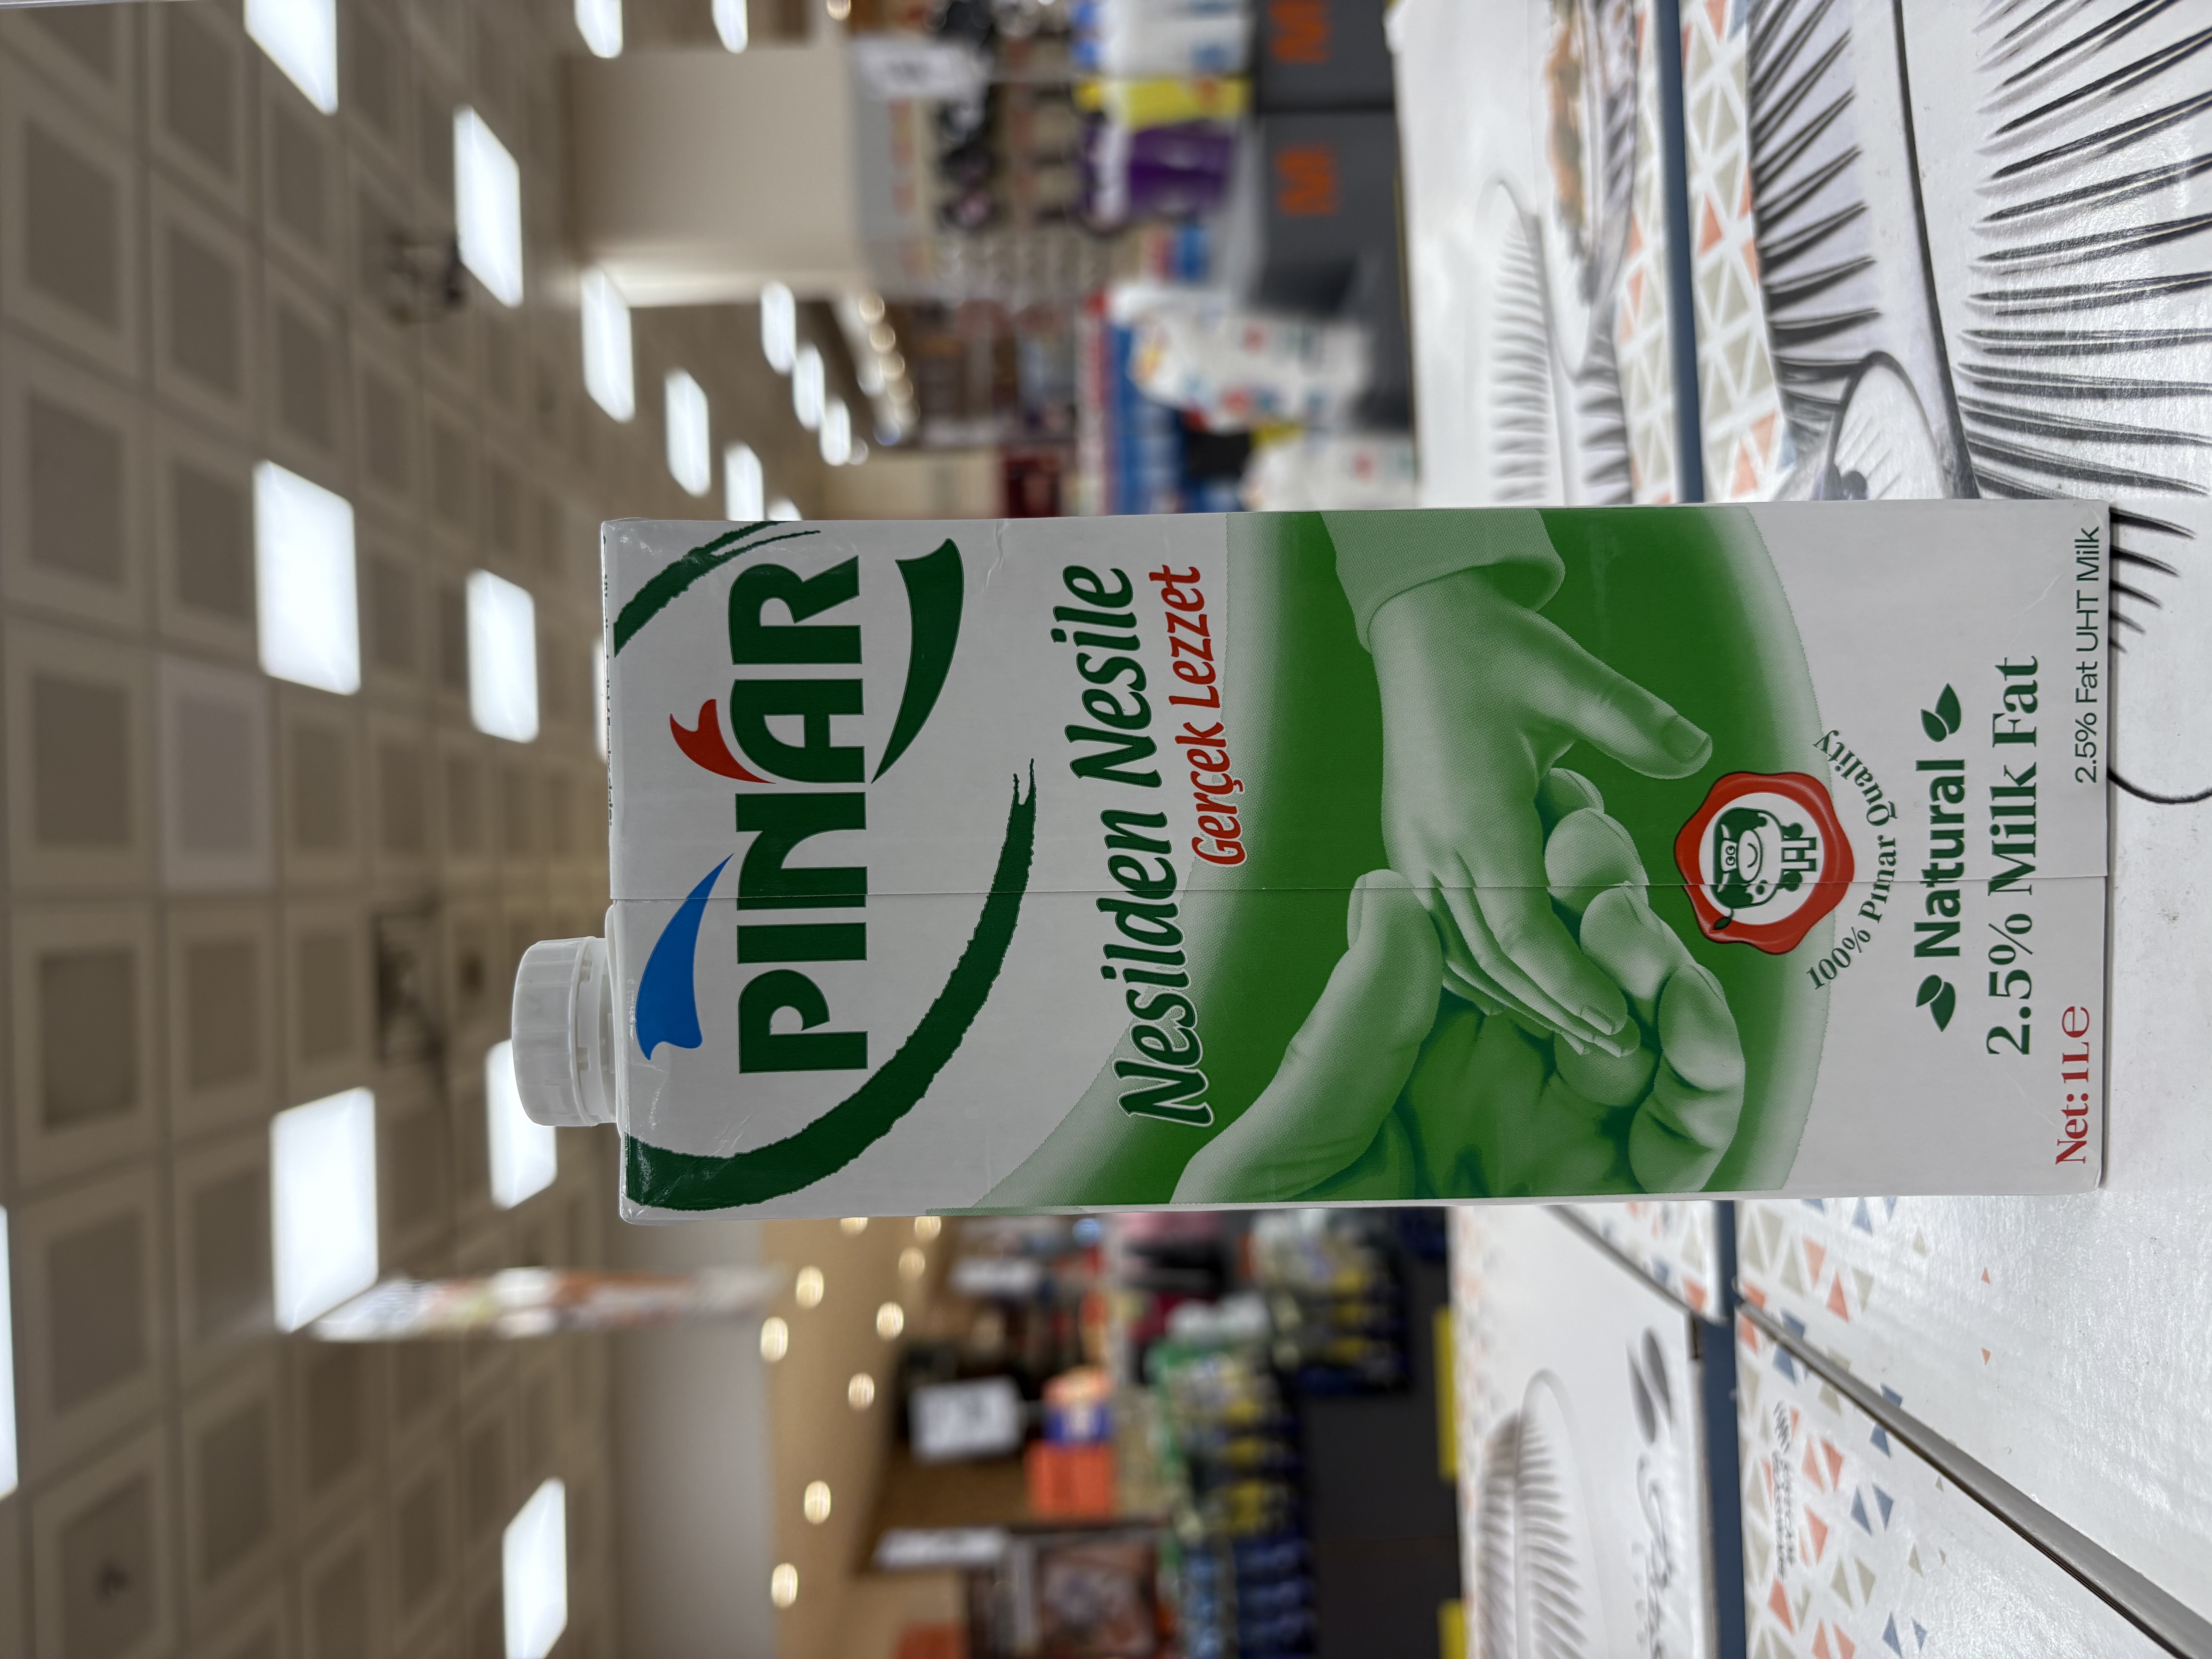 PINAR
Nesilden Nesile
Gerçek Lezzet
100% Pınar Quality
Natural
2.5% Milk Fat
Net: 1L℮
2.5% Fat UHT Milk
M
M